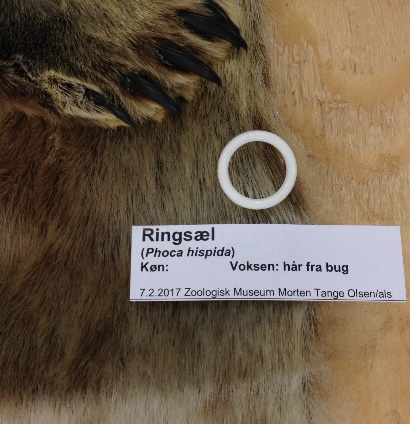 Ringsæl
(Phoca hispida)
Køn: Voksen: hår fra bug
7.2.2017 Zoologisk Museum Morten Tange Olsen/als